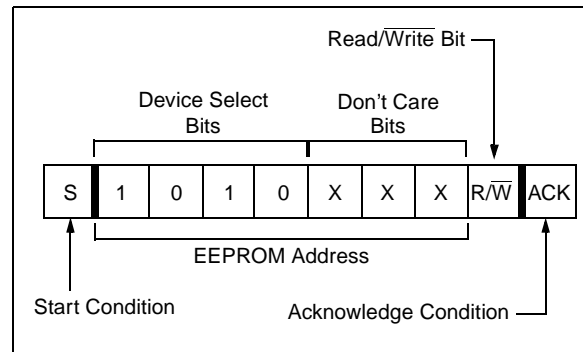 Read/Write Bit
Device Select
Bits
Don't Care
Bits
S 1 0 1 0 X X X R/W ACK
EEPROM Address
Start Condition
Acknowledge Condition